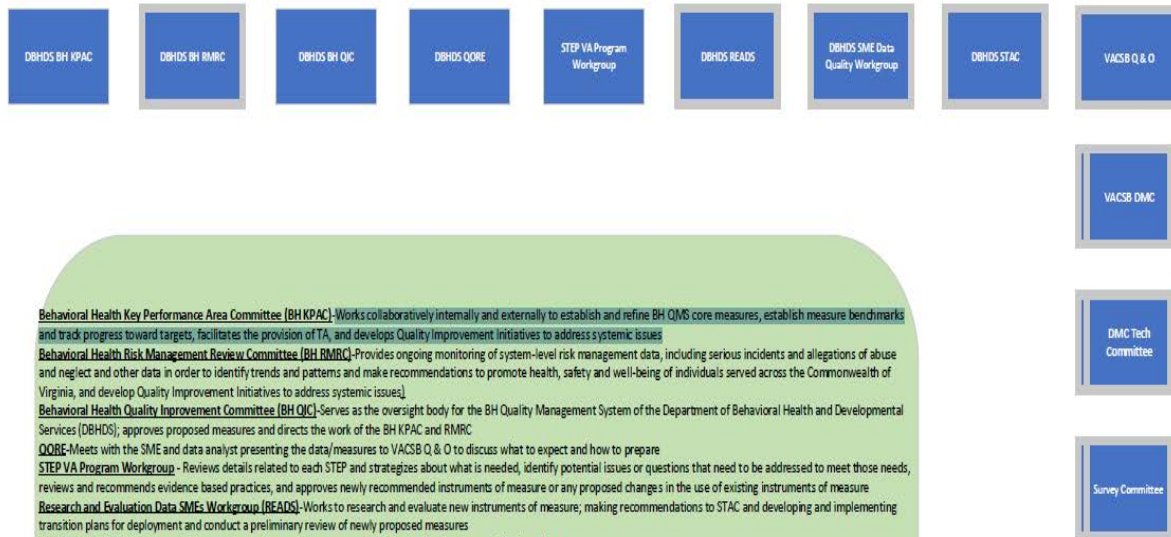 DBHDS BH KPAC
DBHDS BH RMRC
DBHDS BH QIC
DBHDS QORE
STEP VA Program
Workgroup
DBHDS READS
DBHDS SME Data
Quality Workgroup
DBHDS STAC
VACSB Q & O
VACSB DMC
DMC Tech
Committee
Survey Committee
Behavioral Health Key Performance Area Committee (BH KPAC)-Works collaboratively internally and externally to establish and refine BH QMS core measures, establish measure benchmarks
and track progress toward targets, facilitates the provision of TA, and develops Quality Improvement Initiatives to address systemic issues
Behavioral Health Risk Management Review Committee (BH RMRC)-Provides ongoing monitoring of system-level risk management data, including serious incidents and allegations of abuse
and neglect and other data in order to identify trends and patterns and make recommendations to promote health, safety and well-being of individuals served across the Commonwealth of
Virginia, and develop Quality Improvement Initiatives to address systemic issues.)
Behavioral Health Quality Inprovement Committee (BH QIC)-Serves as the oversight body for the BH Quality Management System of the Department of Behavioral Health and Developmental
Services (DBHDS); approves proposed measures and directs the work of the BH KPAC and RMRC
QORE-Meets with the SME and data analyst presenting the data/measures to VACSB Q & O to discuss what to expect and how to prepare
STEP VA Program Workgroup - Reviews details related to each STEP and strategizes about what is needed, identify potential issues or questions that need to be addressed to meet those needs,
reviews and recommends evidence based practices, and approves newly recommended instruments of measure or any proposed changes in the use of existing instruments of measure
Research and Evaluation Data SMEs Workgroup (READS)-Works to research and evaluate new instruments of measure; making recommendations to STAC and developing and implementing
transition plans for deployment and conduct a preliminary review of newly proposed measures